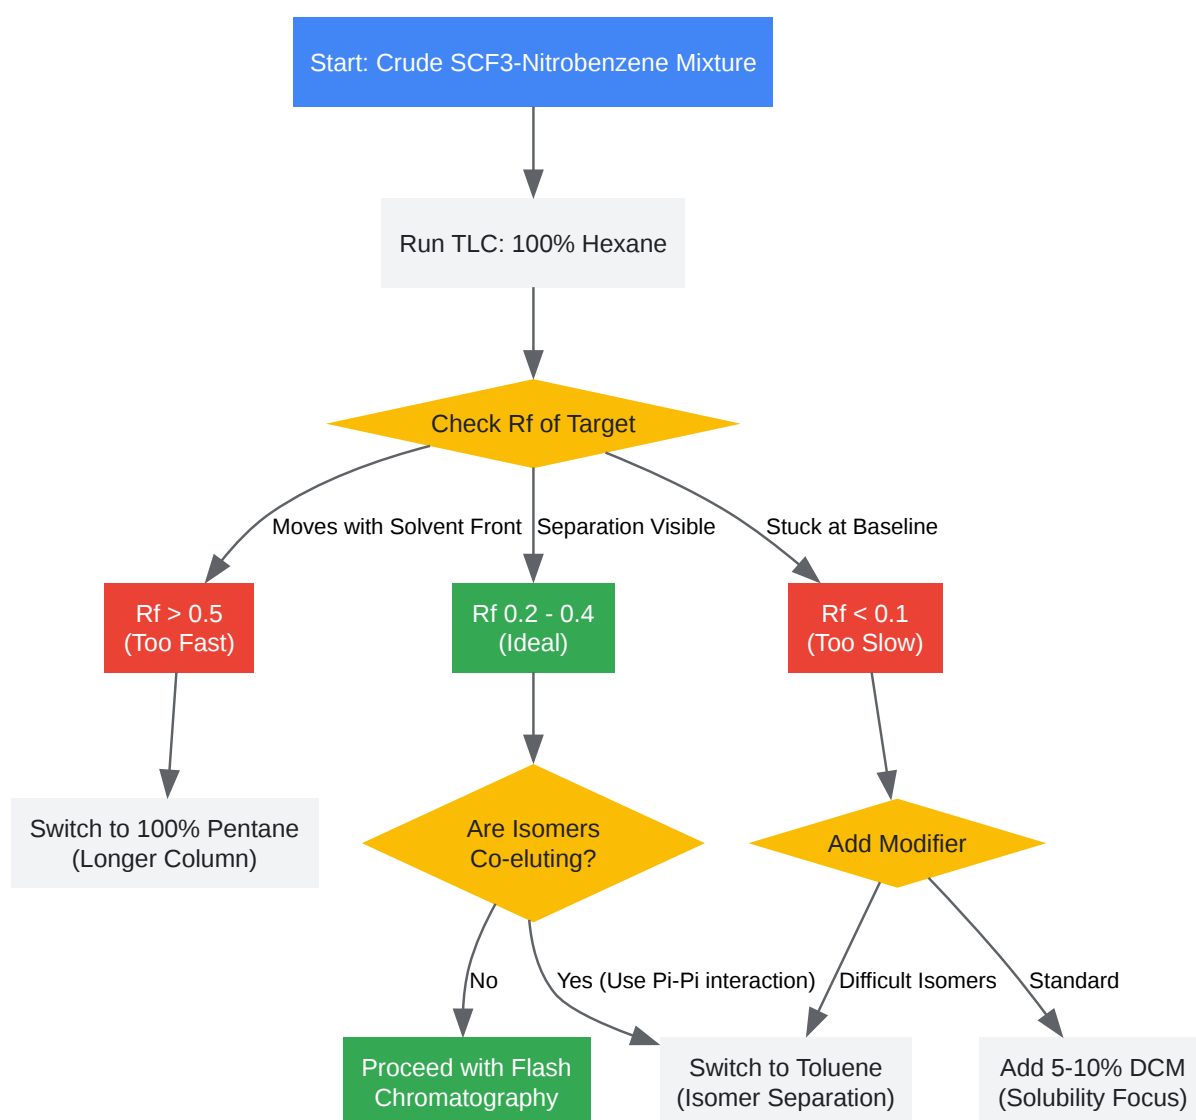 Start: Crude SCF3-Nitrobenzene Mixture
Run TLC: 100% Hexane
Check Rf of Target
Moves with Solvent Front
Separation Visible
Stuck at Baseline
Rf > 0.5
(Too Fast)
Rf 0.2 - 0.4
(Ideal)
Rf < 0.1
(Too Slow)
Switch to 100% Pentane
(Longer Column)
Are Isomers
Co-eluting?
Add Modifier
No
Yes (Use Pi-Pi interaction)
Difficult Isomers
Standard
Proceed with Flash
Chromatography
Switch to Toluene
(Isomer Separation)
Add 5-10% DCM
(Solubility Focus)